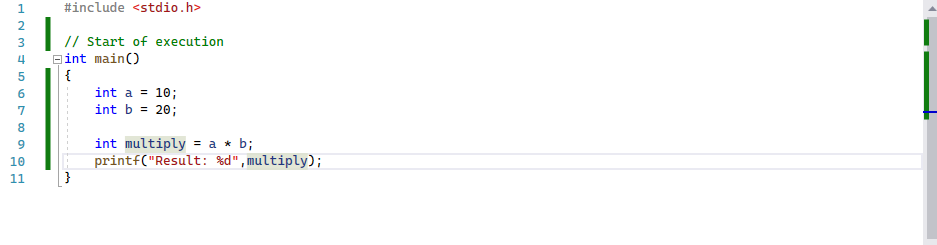 1 #include <stdio.h>
2
3 // Start of execution
4 int main()
5 {
6 int a = 10;
7 int b = 20;
8
9 int multiply = a * b;
10 printf("Result: %d",multiply);
11 }